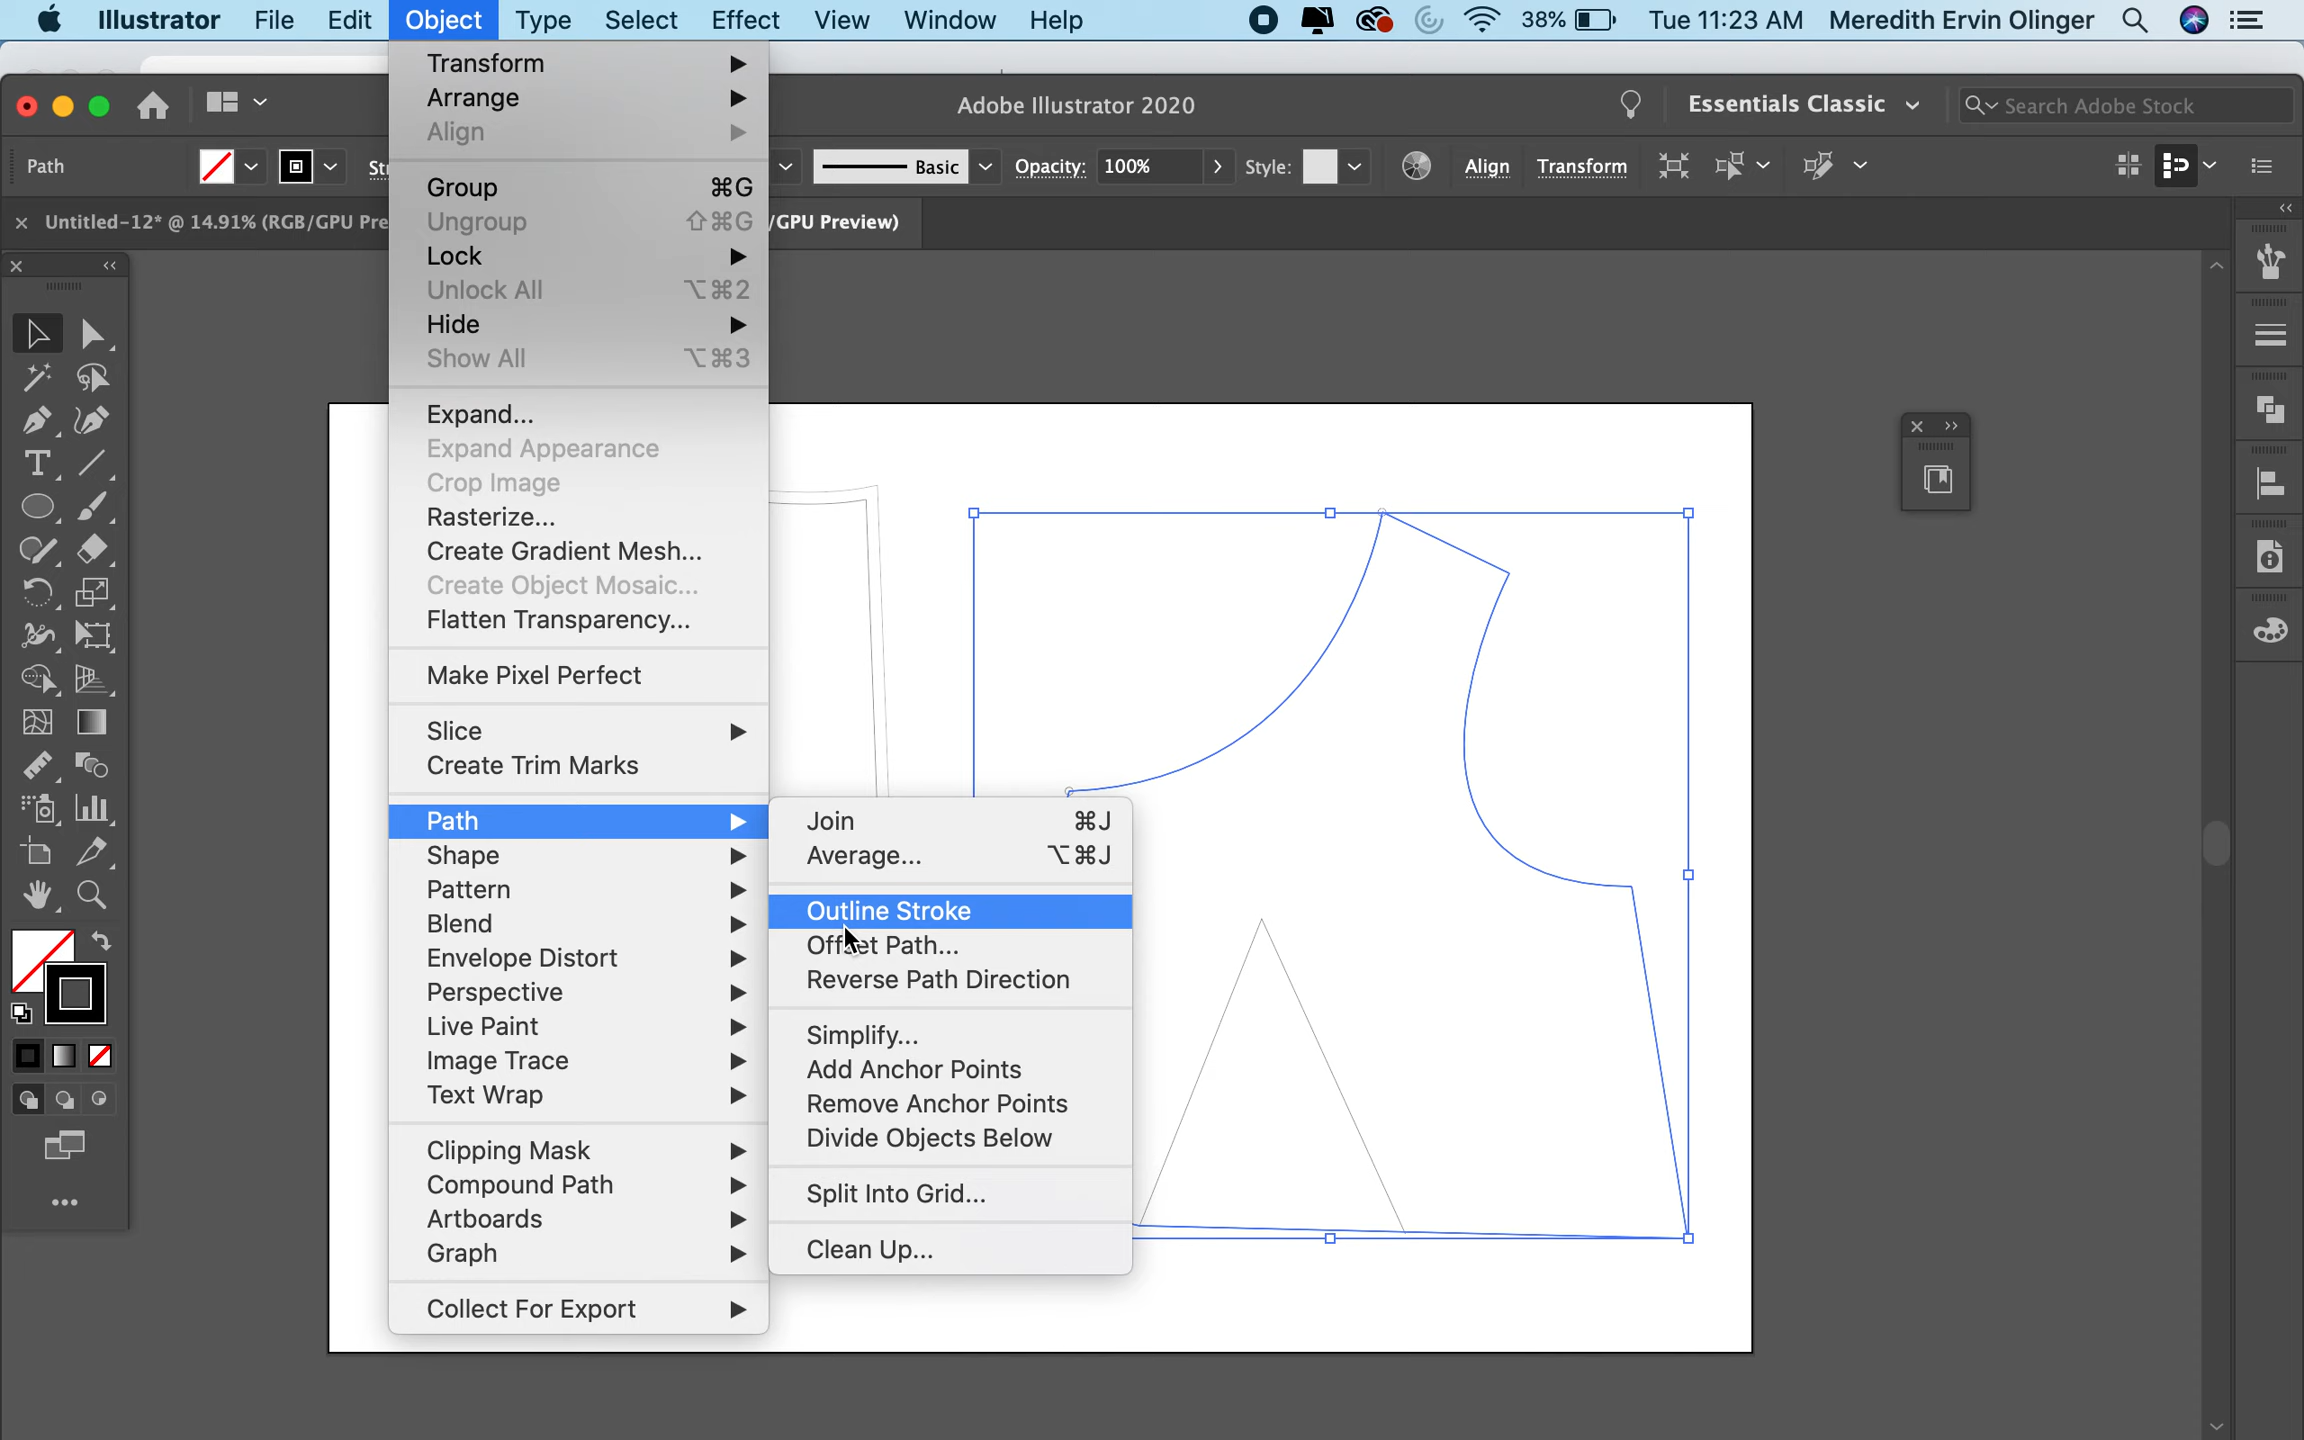 Illustrator File Edit Object Type Select Effect View Window Help 38% Tue 11:23 AM Meredith Ervin Olinger
Adobe Illustrator 2020 Essentials Classic Search Adobe Stock
Path Basic Opacity: 100% Style: Align Transform
Untitled-12* @ 14.91% (RGB/GPU Pre /GPU Preview)
Transform
Arrange
Align
Group ⌘G
Ungroup ⇧⌘G
Lock
Unlock All ⌥⌘2
Hide
Show All ⌥⌘3
Expand...
Expand Appearance
Crop Image
Rasterize...
Create Gradient Mesh...
Create Object Mosaic...
Flatten Transparency...
Make Pixel Perfect
Slice
Create Trim Marks
Path
Shape
Pattern
Blend
Envelope Distort
Perspective
Live Paint
Image Trace
Text Wrap
Clipping Mask
Compound Path
Artboards
Graph
Collect For Export
Join ⌘J
Average... ⌥⌘J
Outline Stroke
Offset Path...
Reverse Path Direction
Simplify...
Add Anchor Points
Remove Anchor Points
Divide Objects Below
Split Into Grid...
Clean Up...